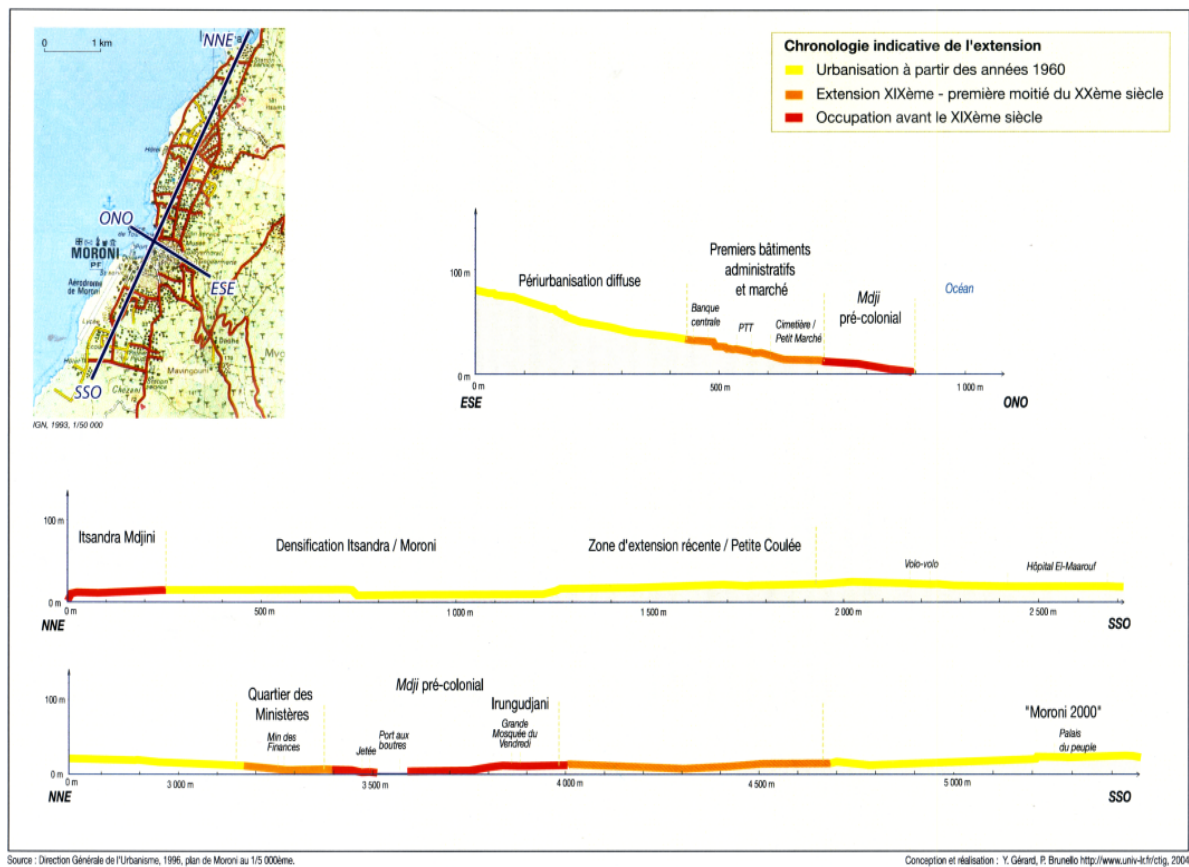 0 1 km
NNE
ONO
MORONI
Aérodrome
de Moroni
ESE
Lycée
Daché
Mavingouni
SSO
IGN, 1993, 1/50 000
Chronologie indicative de l'extension
Urbanisation à partir des années 1960
Extension XIXème - première moitié du XXème siècle
Occupation avant le XIXème siècle
100 m
0 m
Périurbanisation diffuse
Banque
centrale
Premiers bâtiments
administratifs
et marché
PTT
Cimetière /
Petit Marché
Mdji
pré-colonial
Océan
0 m 500 m 1 000 m
ESE ONO
100 m
0 m
Itsandra Mdjini
Densification Itsandra / Moroni
Zone d'extension récente / Petite Coulée
Volo-volo
Hôpital El-Maarouf
0 m 500 m 1 000 m 1 500 m 2 000 m 2 500 m
NNE SSO
100 m
0 m
Quartier des
Ministères
Min des
Finances
Mdji pré-colonial
Jetée
Port aux
boutres
Irungudjani
Grande
Mosquée du
Vendredi
"Moroni 2000"
Palais
du peuple
0 m 3 000 m 3 500 m 4 000 m 4 500 m 5 000 m
NNE SSO
Source : Direction Générale de l'Urbanisme, 1996, plan de Moroni au 1/5 000ème.
Conception et réalisation : Y. Gérard, P. Brunello http://www.univ-lr.fr/ctig,